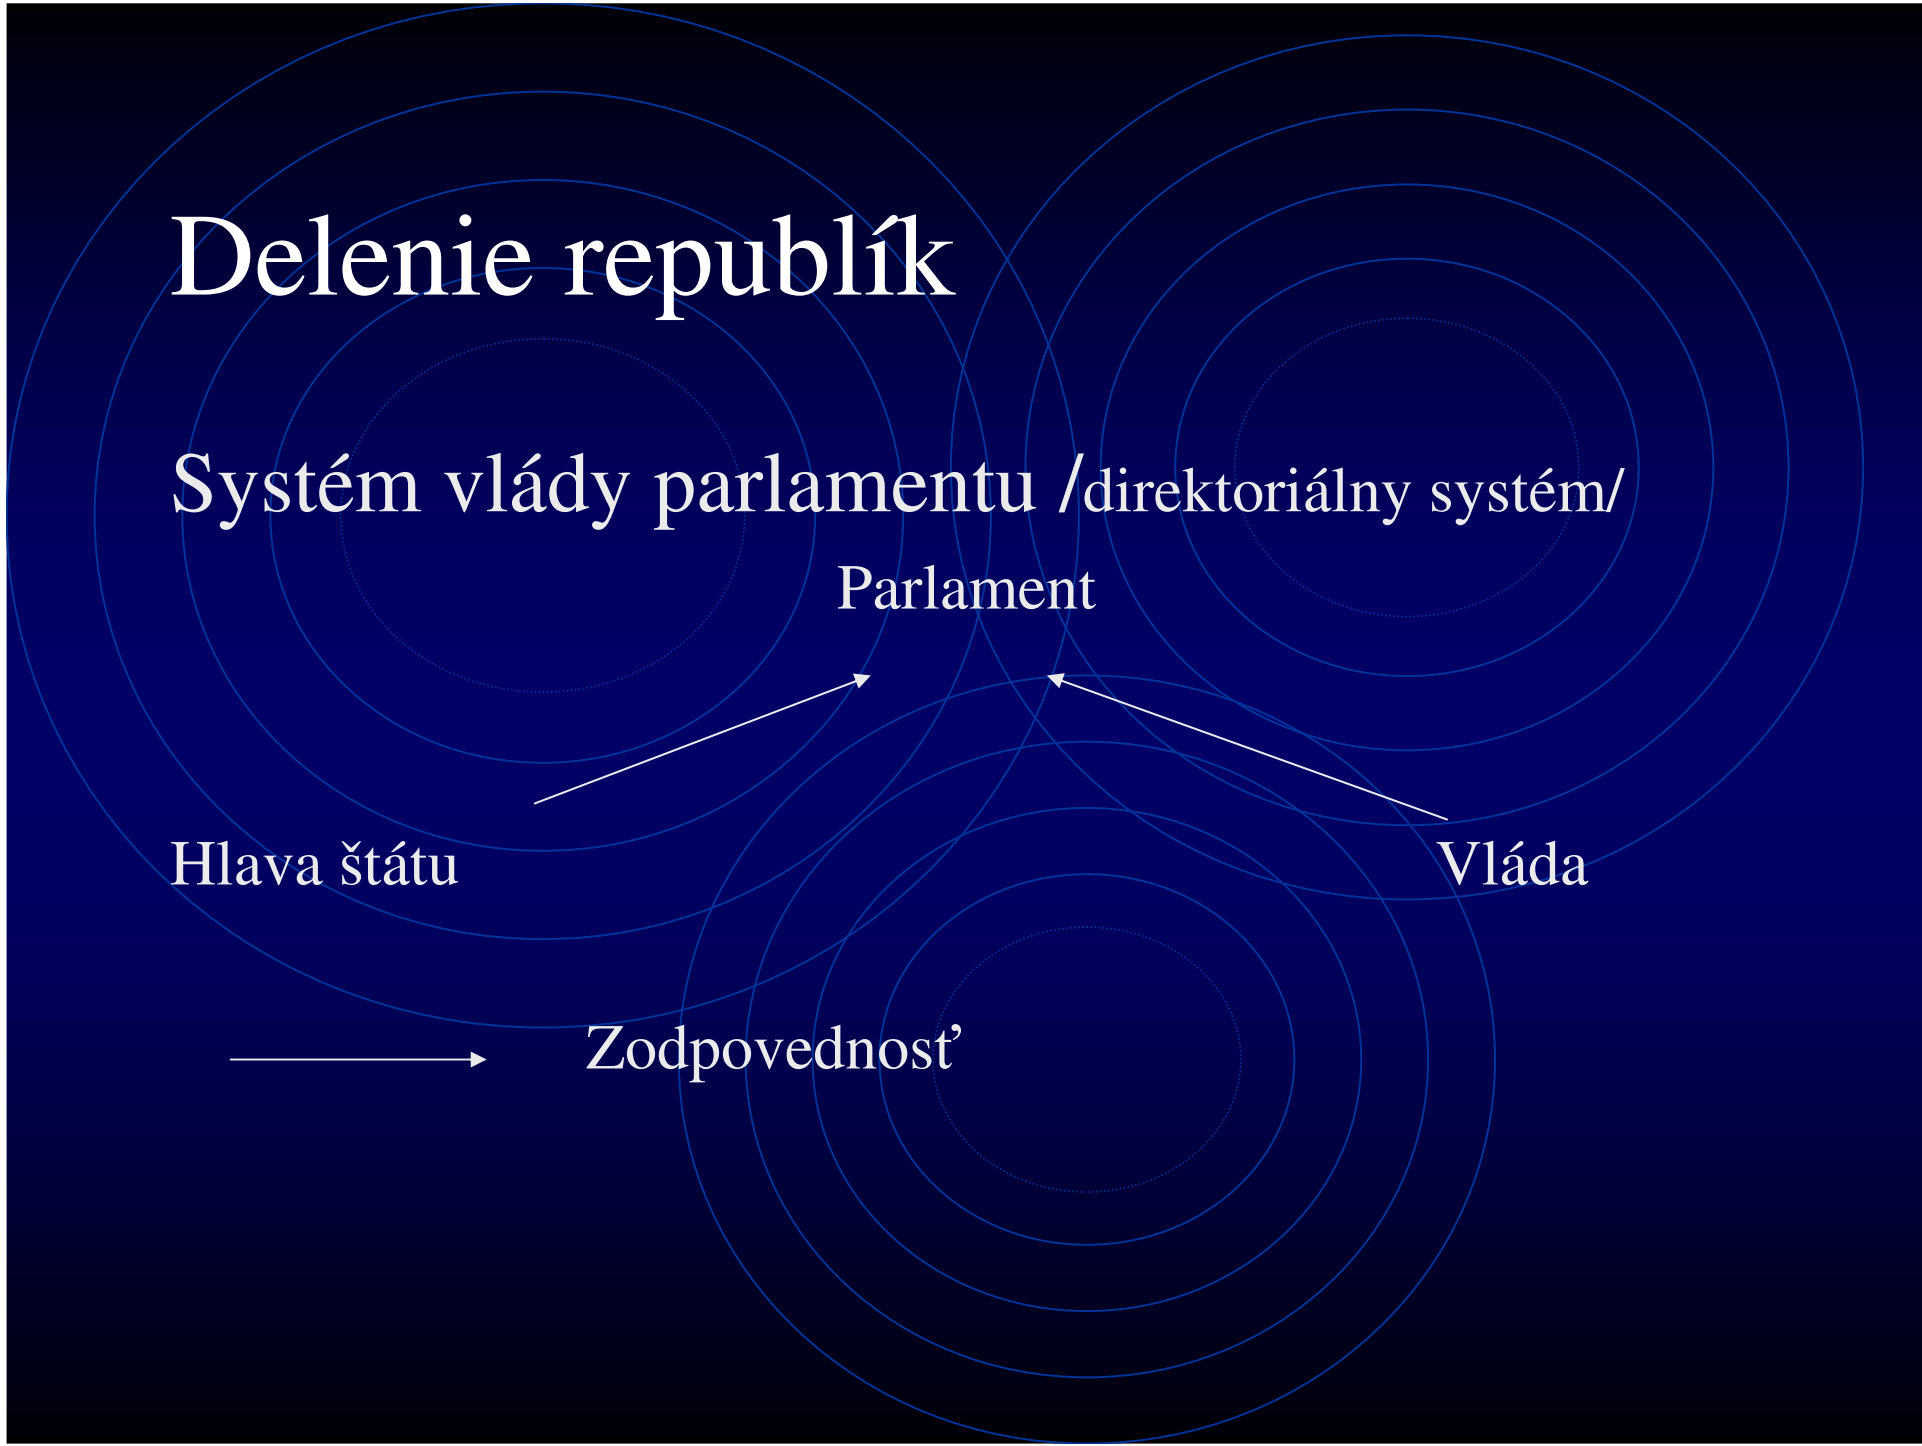 Delenie republík
Systém vlády parlamentu /direktoriálny systém/
Parlament
Hlava štátu Vláda
Zodpovednosť